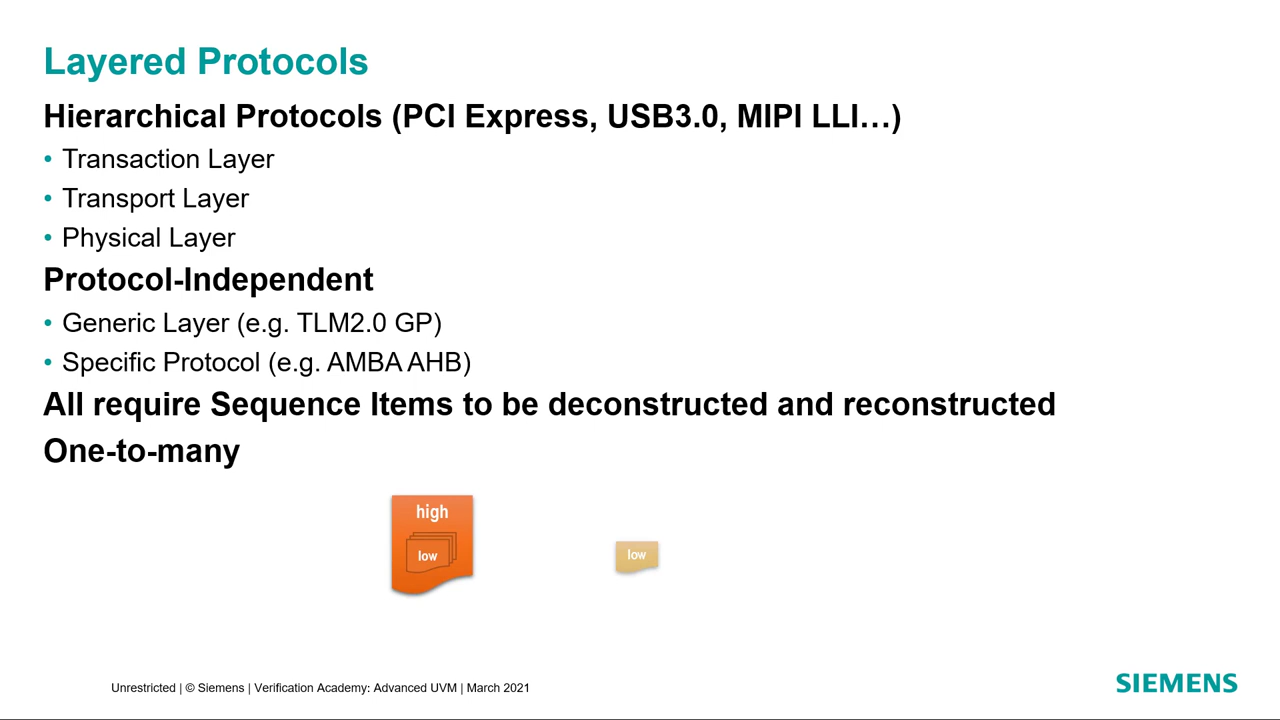 Layered Protocols
Hierarchical Protocols (PCI Express, USB3.0, MIPI LLI…)
• Transaction Layer
• Transport Layer
• Physical Layer
Protocol-Independent
• Generic Layer (e.g. TLM2.0 GP)
• Specific Protocol (e.g. AMBA AHB)
All require Sequence Items to be deconstructed and reconstructed
One-to-many
high
low
low
Unrestricted | © Siemens | Verification Academy: Advanced UVM | March 2021
SIEMENS